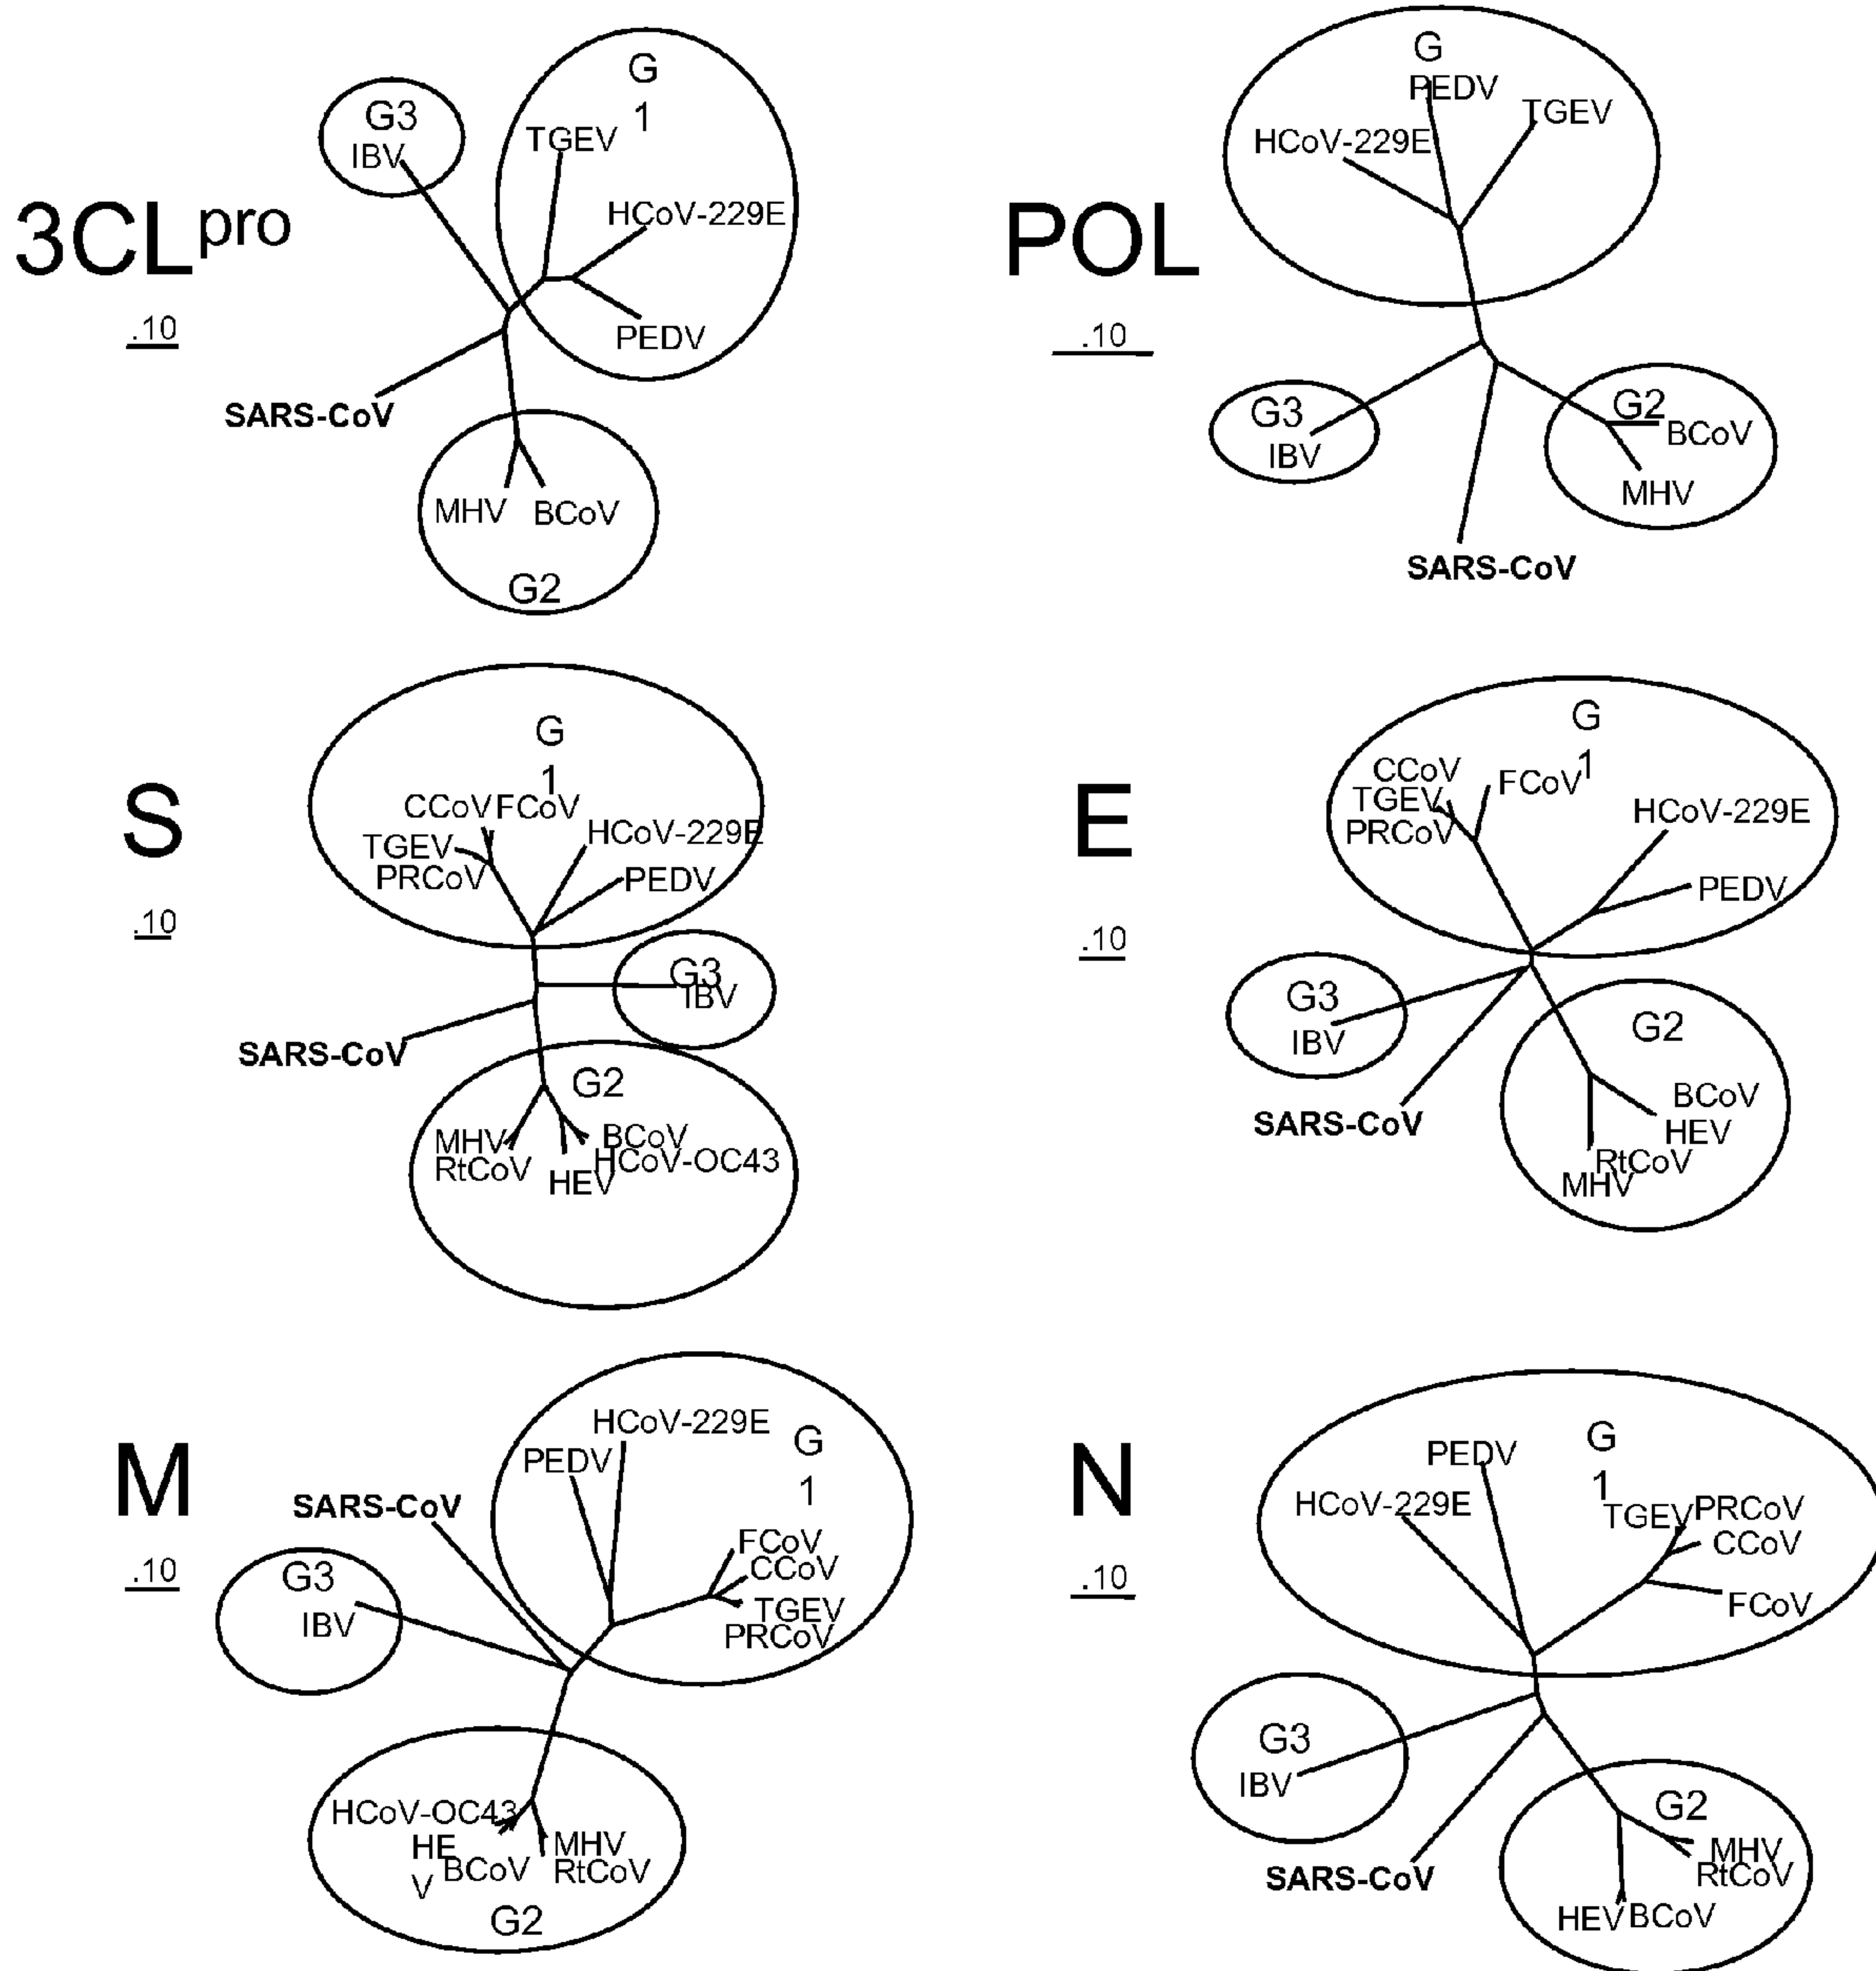 3CLpro
.10
G3
IBV
G
1
TGEV
HCoV-229E
PEDV
SARS-CoV
MHV
BCoV
G2
POL
.10
G
PEDV
TGEV
HCoV-229E
G3
IBV
G2
BCoV
MHV
SARS-CoV
S
.10
G
1
CCoV
FCoV
TGEV
PRCoV
HCoV-229E
PEDV
G3
IBV
SARS-CoV
G2
MHV
RtCoV
BCoV
HCoV-OC43
HEV
E
.10
G
1
CCoV
FCoV
TGEV
PRCoV
HCoV-229E
PEDV
G3
IBV
SARS-CoV
G2
BCoV
HEV
RtCoV
MHV
M
.10
HCoV-229E
G
1
PEDV
SARS-CoV
FCoV
CCoV
TGEV
PRCoV
G3
IBV
HCoV-OC43
HE
V
BCoV
MHV
RtCoV
G2
N
.10
PEDV
G
1
HCoV-229E
TGEV
PRCoV
CCoV
FCoV
G3
IBV
SARS-CoV
G2
MHV
RtCoV
HEV
BCoV